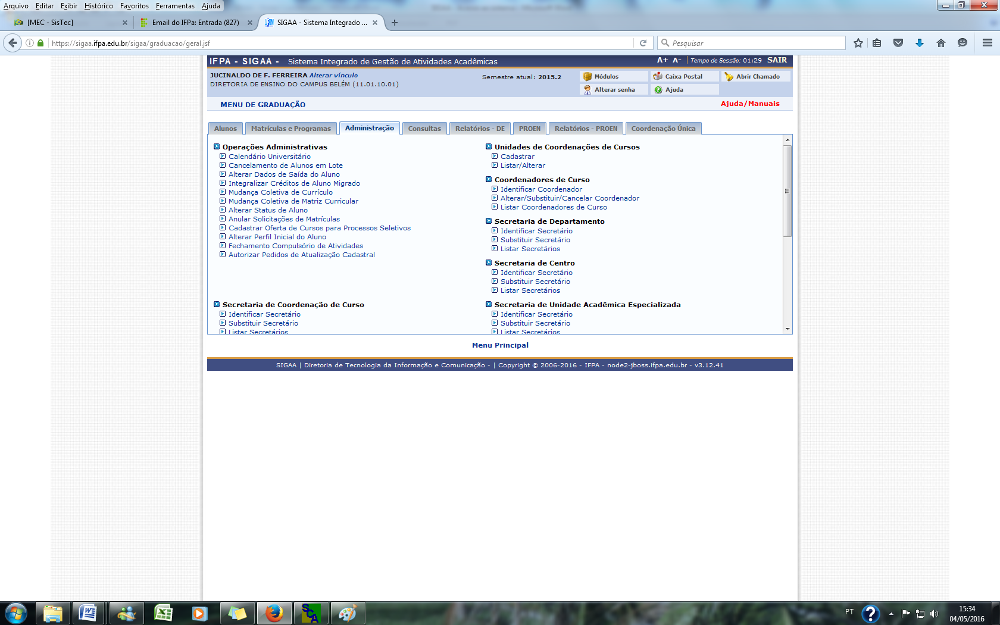 Arquivo Editar Exibir Histórico Favoritos Ferramentas Ajuda
[MEC - SisTec]
Email do IFPa: Entrada (827)
SIGAA - Sistema Integrado ...
https://sigaa.ifpa.edu.br/sigaa/graduacao/geral.jsf
Pesquisar
IFPA - SIGAA - Sistema Integrado de Gestão de Atividades Acadêmicas
A+ A- Tempo de Sessão: 01:29 SAIR
JUCINALDO DE F. FERREIRA Alterar vínculo
Semestre atual: 2015.2
Módulos Caixa Postal Abrir Chamado
DIRETORIA DE ENSINO DO CAMPUS BELÉM (11.01.10.01)
Alterar senha Ajuda
MENU DE GRADUAÇÃO
Ajuda/Manuais
Alunos Matrículas e Programas Administração Consultas Relatórios - DE PROEN Relatórios - PROEN Coordenação Única
Operações Administrativas
Calendário Universitário
Cancelamento de Alunos em Lote
Alterar Dados de Saída do Aluno
Integralizar Créditos de Aluno Migrado
Mudança Coletiva de Currículo
Mudança Coletiva de Matriz Curricular
Alterar Status de Aluno
Anular Solicitações de Matrículas
Cadastrar Oferta de Cursos para Processos Seletivos
Alterar Perfil Inicial do Aluno
Fechamento Compulsório de Atividades
Autorizar Pedidos de Atualização Cadastral
Secretaria de Coordenação de Curso
Identificar Secretário
Substituir Secretário
Listar Secretários
Unidades de Coordenações de Cursos
Cadastrar
Listar/Alterar
Coordenadores de Curso
Identificar Coordenador
Alterar/Substituir/Cancelar Coordenador
Listar Coordenadores de Curso
Secretaria de Departamento
Identificar Secretário
Substituir Secretário
Listar Secretários
Secretaria de Centro
Identificar Secretário
Substituir Secretário
Listar Secretários
Secretaria de Unidade Acadêmica Especializada
Identificar Secretário
Substituir Secretário
Listar Secretários
Menu Principal
SIGAA | Diretoria de Tecnologia da Informação e Comunicação - | Copyright © 2006-2016 - IFPA - node2-jboss.ifpa.edu.br - v3.12.41
SCA
PT
15:34
04/05/2016